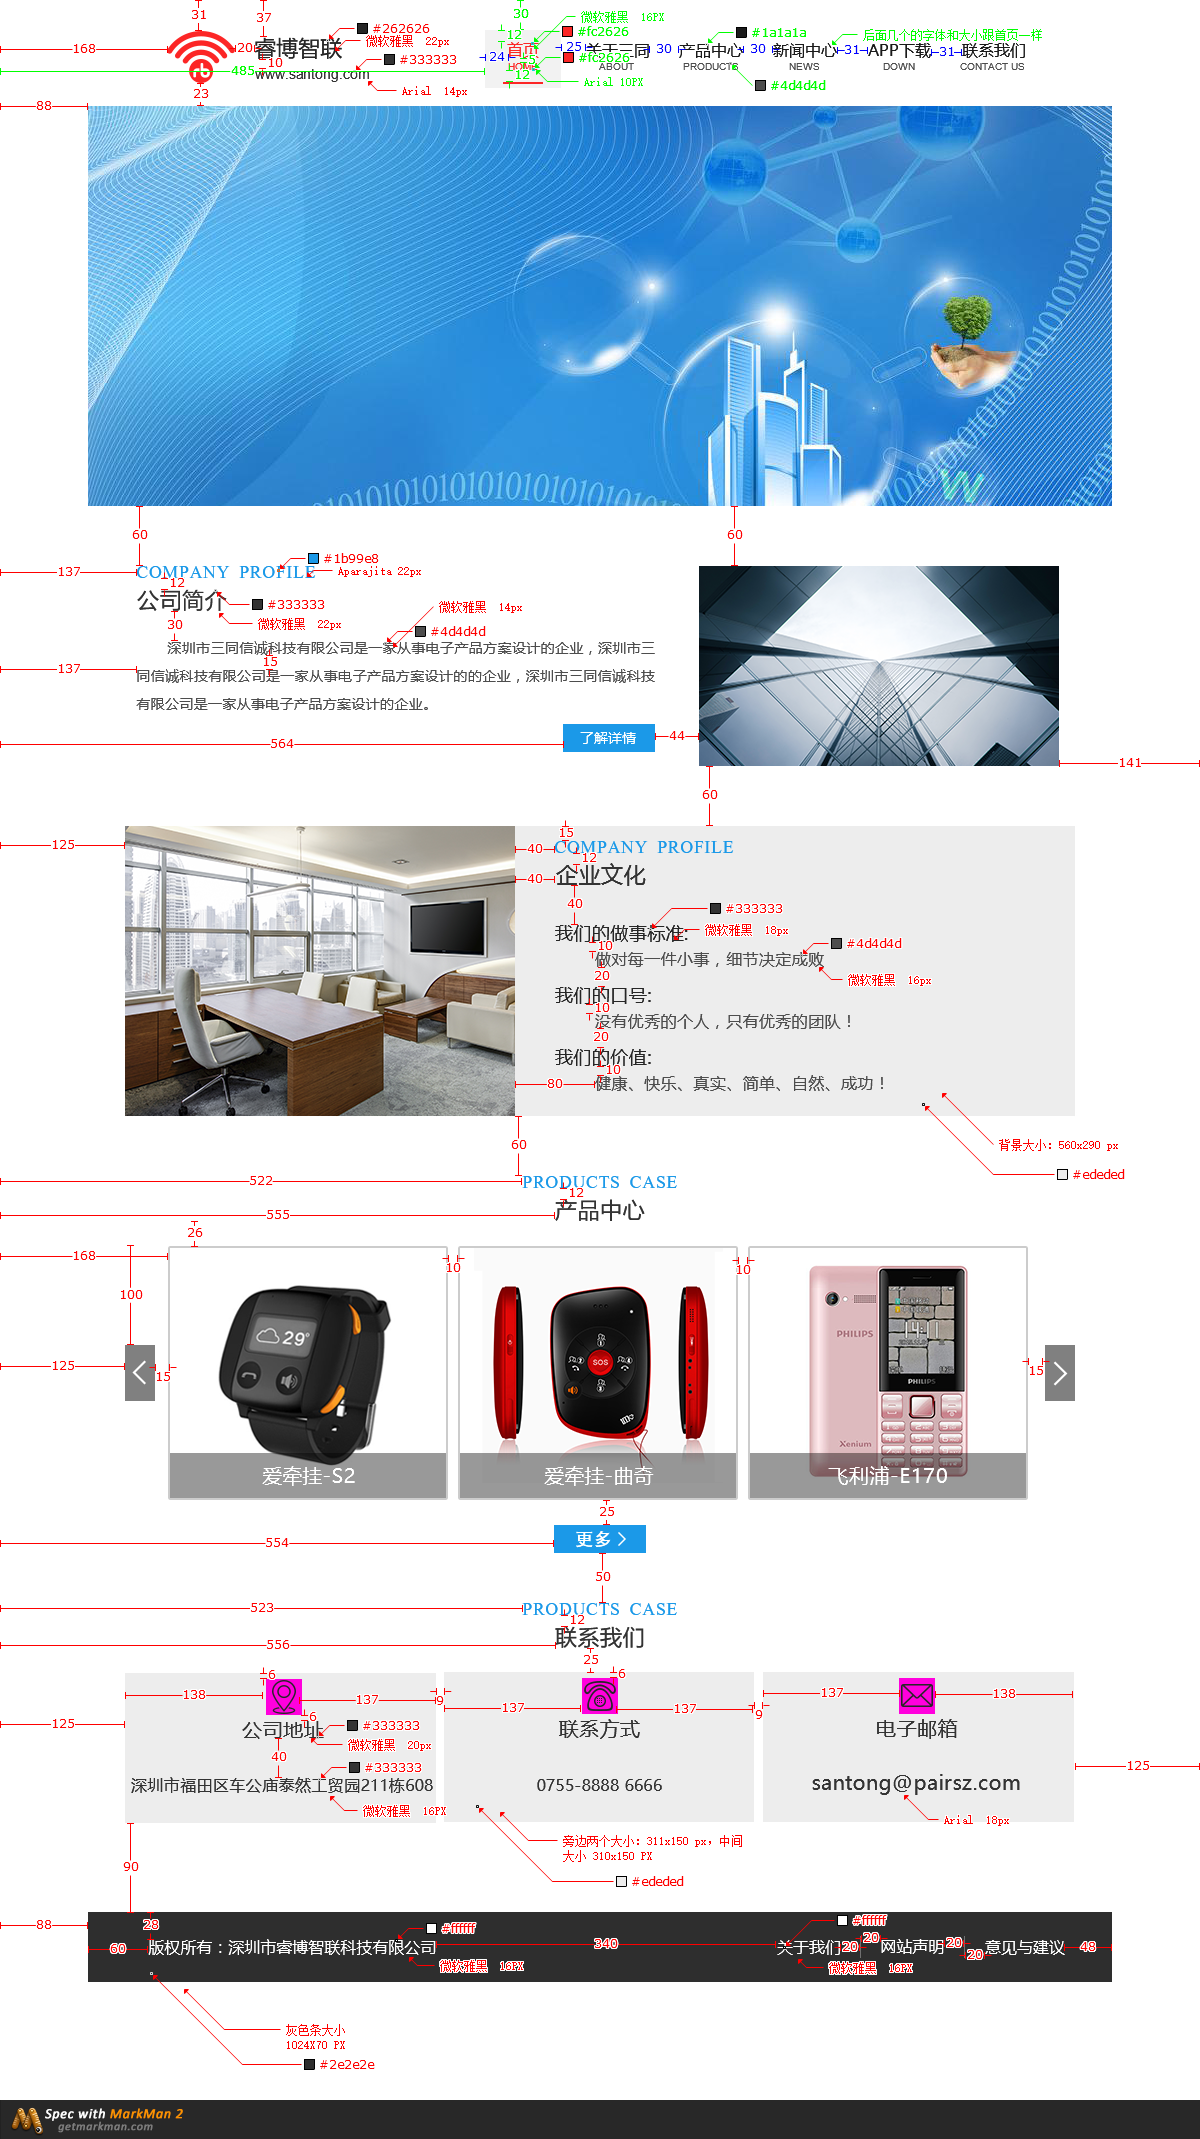 31
37
30
微软雅黑 16PX
#262626
12
#fc2626
#1a1a1a
后面几个的字体和大小跟首页一样
168
20
睿博智联
微软雅黑 22px
首页
25
关于三同
30
产品中心
30
新闻中心
31
APP下载
31
联系我们
10
#333333
24
HOME
#fc2626
ABOUT
PRODUCTS
NEWS
DOWN
CONTACT US
485
www.santong.com
12
Arial 10PX
#4d4d4d
23
Arial 14px
88
60
60
#1b99e8
137
COMPANY PROFILE
Aparajita 22px
12
公司简介
#333333
微软雅黑 14px
30
微软雅黑 22px
#4d4d4d
深圳市三同信诚科技有限公司是一家从事电子产品方案设计的企业，深圳市三
15
137
同信诚科技有限公司是一家从事电子产品方案设计的的企业，深圳市三同信诚科技
有限公司是一家从事电子产品方案设计的企业。
564
了解详情
44
141
60
15
125
40
COMPANY PROFILE
12
40
企业文化
40
#333333
我们的做事标准:
微软雅黑 18px
10
#4d4d4d
做对每一件小事，细节决定成败
20
微软雅黑 16px
我们的口号:
10
没有优秀的个人，只有优秀的团队！
20
我们的价值:
10
80
健康、快乐、真实、简单、自然、成功！
60
背景大小: 560x290 px
#ededed
522
PRODUCTS CASE
12
555
产品中心
26
168
10
10
100
29°
SOS
PHILIPS
14:1
PHILIPS
125
15
15
Xenium
爱牵挂-S2
爱牵挂-曲奇
飞利浦-E170
25
554
更多
50
523
PRODUCTS CASE
12
556
联系我们
25
6
6
138
137
9
137
137
9
137
138
6
125
公司地址
#333333
联系方式
电子邮箱
微软雅黑 20px
40
#333333
125
深圳市福田区车公庙泰然工贸园211栋608
0755-8888 6666
santong@pairsz.com
微软雅黑 16PX
Arial 18px
旁边两个大小: 311x150 px, 中间
大小 310x150 PX
90
#ededed
88
28
#ffffff
#ffffff
60
版权所有：深圳市睿博智联科技有限公司
340
关于我们
20
20
网站声明
20
20
意见与建议
48
微软雅黑 16PX
微软雅黑 16PX
灰色条大小
1024X70 PX
#2e2e2e
Spec with MarkMan 2
getmarkman.com